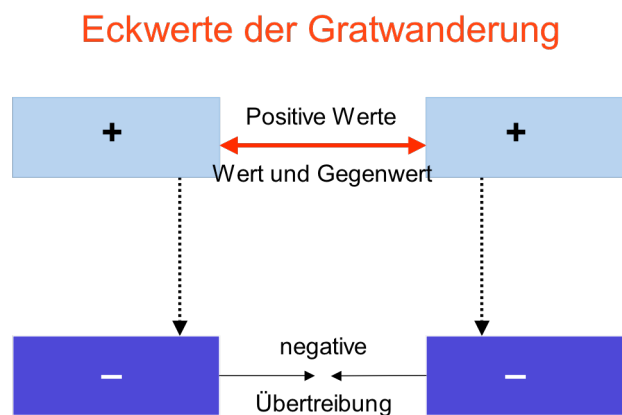 Eckwerte der Gratwanderung
+
Positive Werte
+
Wert und Gegenwert
–
negative
–
Übertreibung